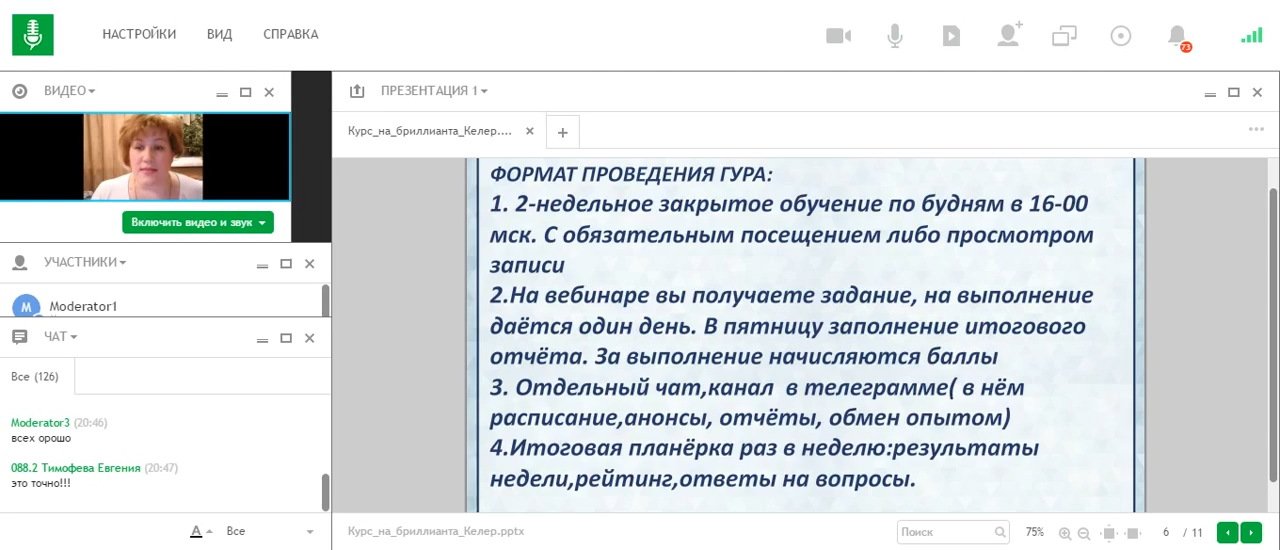 НАСТРОЙКИ ВИД СПРАВКА
73
ВИДЕО
Включить видео и звук
УЧАСТНИКИ
M Moderator1
ЧАТ
Все (126)
Moderator3 (20:46)
всех орошо
088.2 Тимофева Евгения (20:47)
это точно!!!
A Все
ПРЕЗЕНТАЦИЯ 1
Курс_на_бриллианта_Келер....
ФОРМАТ ПРОВЕДЕНИЯ ГУРА:
1. 2-недельное закрытое обучение по будням в 16-00
мск. С обязательным посещением либо просмотром
записи
2.На вебинаре вы получаете задание, на выполнение
даётся один день. В пятницу заполнение итогового
отчёта. За выполнение начисляются баллы
3. Отдельный чат,канал в телеграмме( в нём
расписание,анонсы, отчёты, обмен опытом)
4.Итоговая планёрка раз в неделю:результаты
недели,рейтинг,ответы на вопросы.
Курс_на_бриллианта_Келер.pptx
Поиск
75%
6 / 11